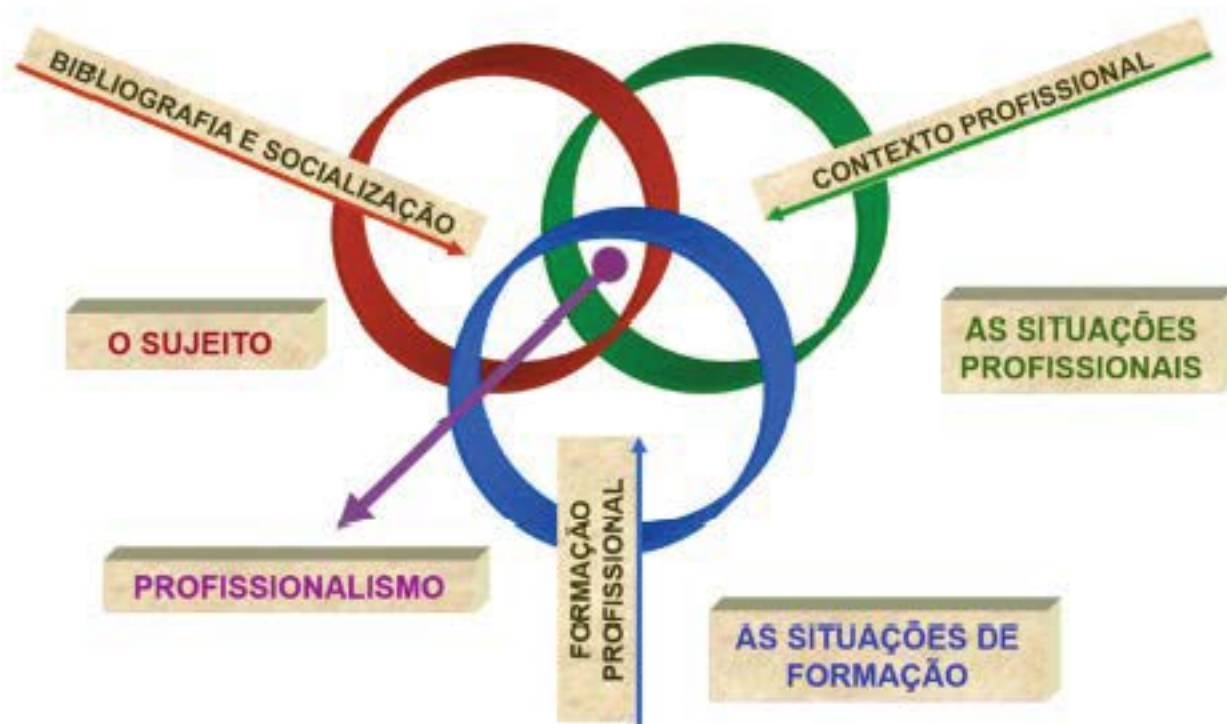 BIBLIOGRAFIA E SOCIALIZAÇÃO
CONTEXTO PROFISSIONAL
O SUJEITO
AS SITUAÇÕES
PROFISSIONAIS
PROFISSIONALISMO
FORMAÇÃO
PROFISSIONAL
AS SITUAÇÕES DE
FORMAÇÃO